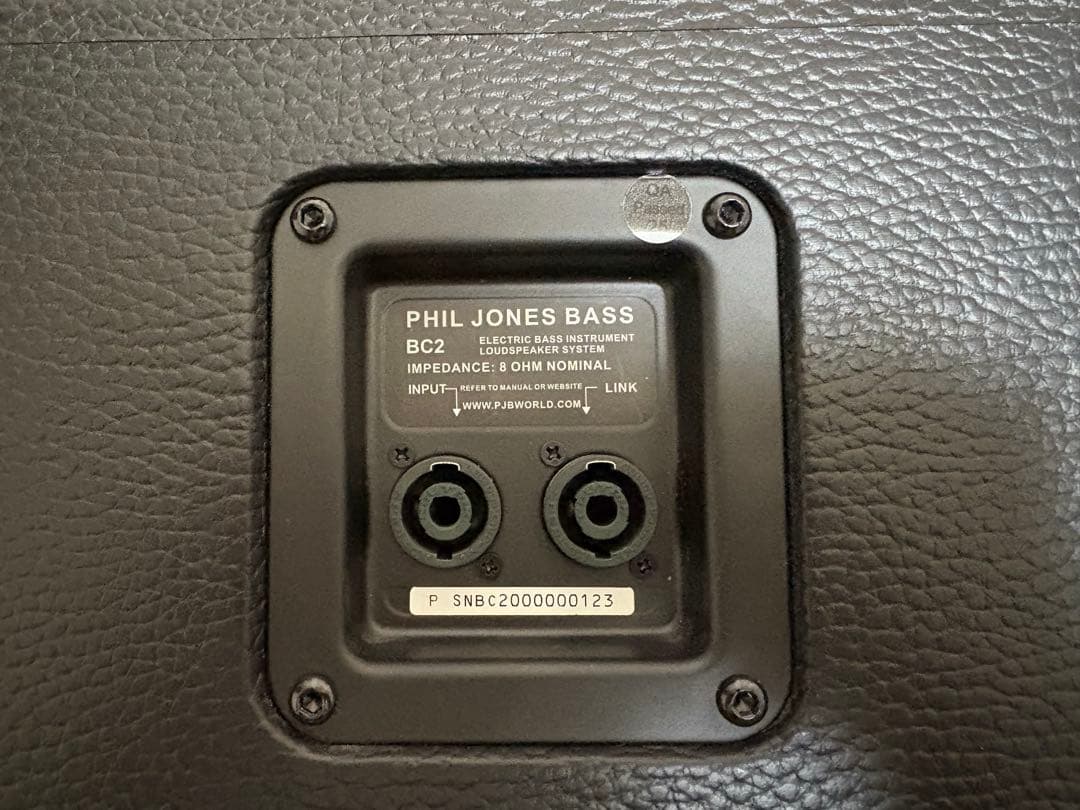 QA
PHIL JONES BASS
BC2 ELECTRIC BASS INSTRUMENT
LOUDSPEAKER SYSTEM
IMPEDANCE: 8 OHM NOMINAL
INPUT REFER TO MANUAL OR WEBSITE LINK
WWW.PJBWORLD.COM
P SNBC2000000123